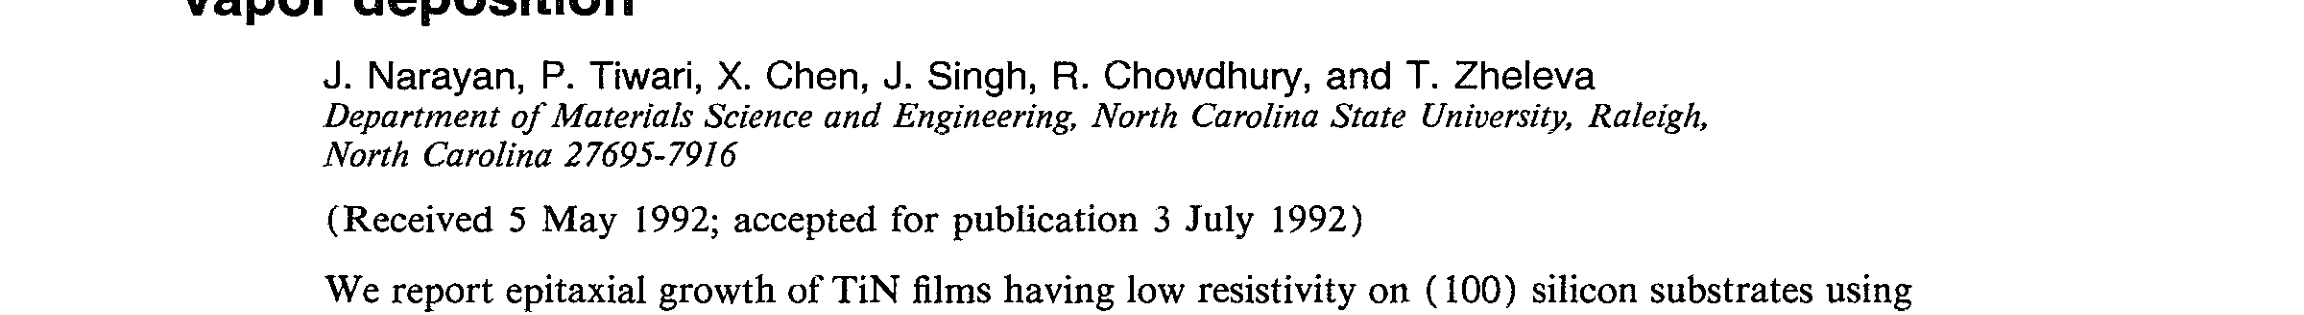 vapor deposition
J. Narayan, P. Tiwari, X. Chen, J. Singh, R. Chowdhury, and T. Zheleva
Department of Materials Science and Engineering, North Carolina State University, Raleigh,
North Carolina 27695-7916
(Received 5 May 1992; accepted for publication 3 July 1992)
We report epitaxial growth of TiN films having low resistivity on (100) silicon substrates using